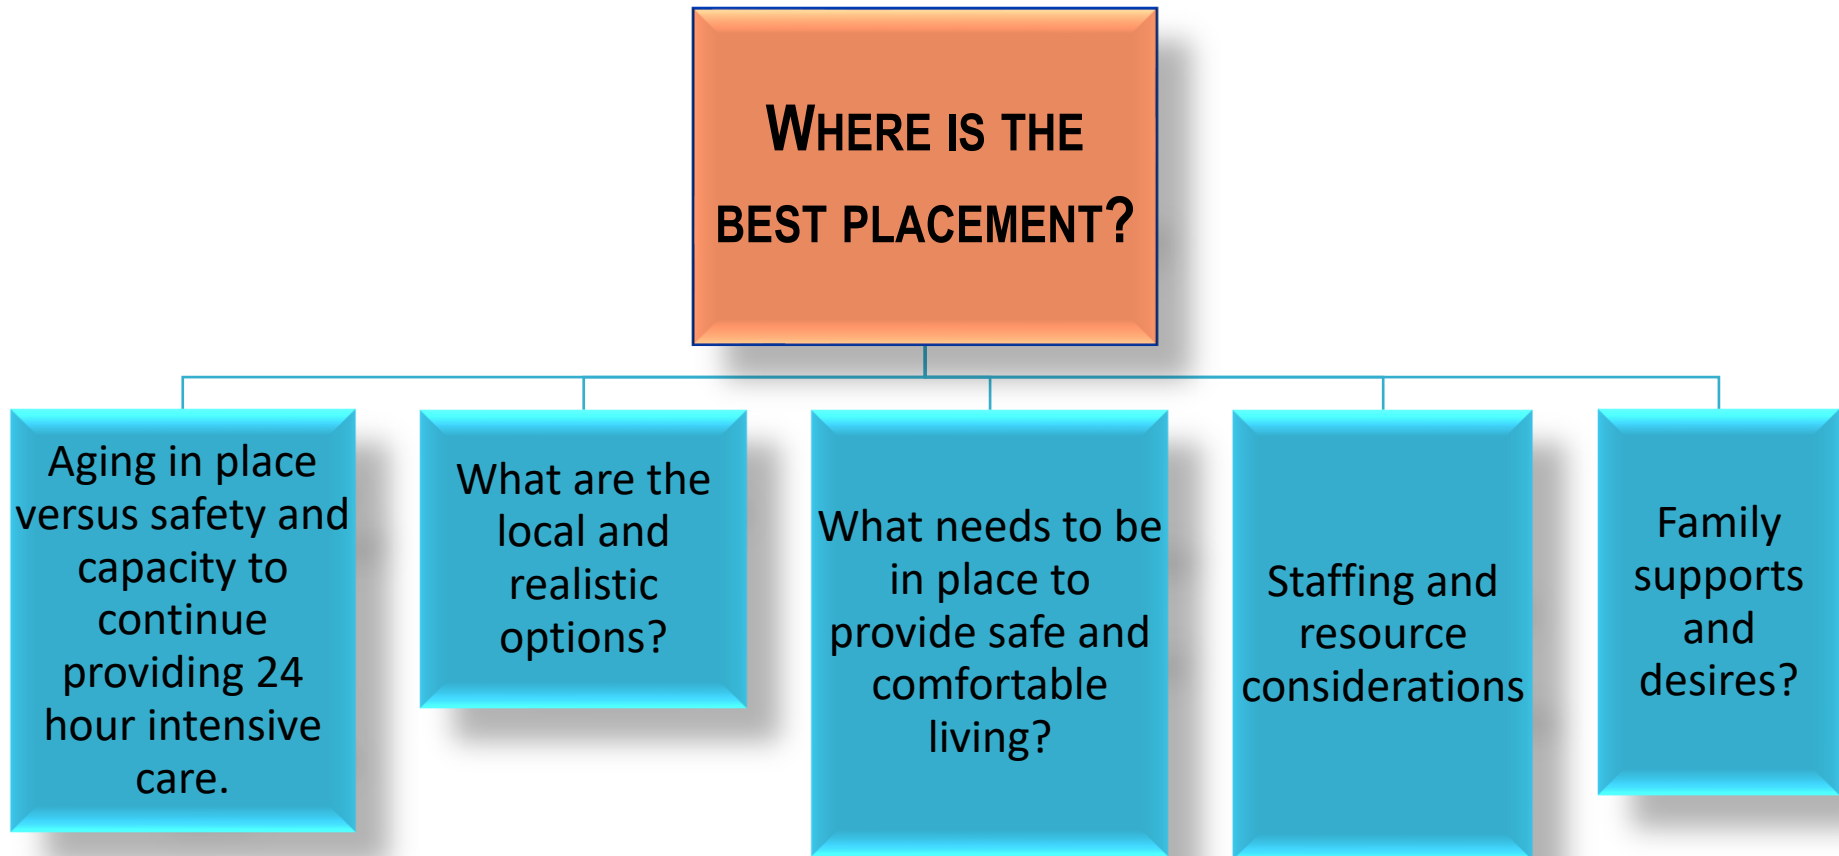 WHERE IS THE
BEST PLACEMENT?
Aging in place
versus safety and
capacity to
continue
providing 24
hour intensive
care.
What are the
local and
realistic
options?
What needs to be
in place to
provide safe and
comfortable
living?
Staffing and
resource
considerations
Family
supports
and
desires?